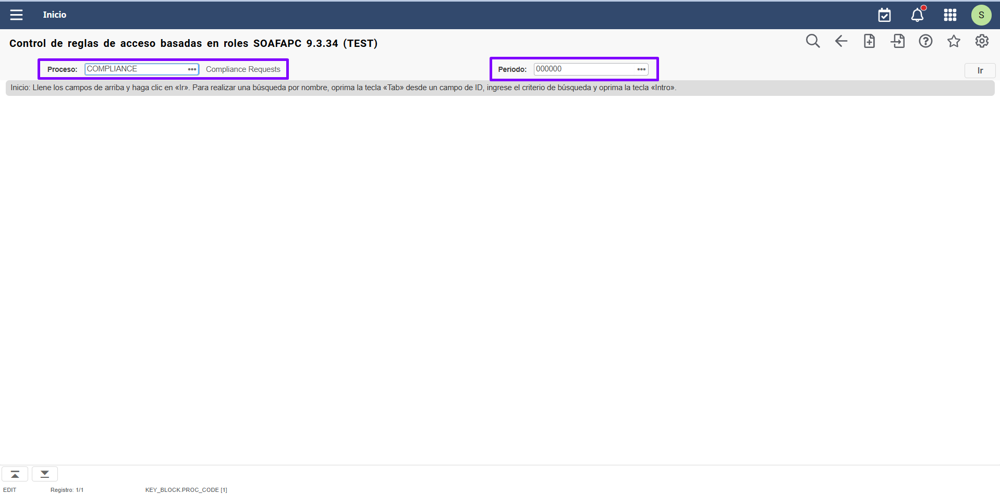 Inicio
S
Control de reglas de acceso basadas en roles SOAFAPC 9.3.34 (TEST)
Proceso: COMPLIANCE ••• Compliance Requests Periodo: 000000 •••
Ir
Inicio: Llene los campos de arriba y haga clic en «Ir». Para realizar una búsqueda por nombre, oprima la tecla «Tab» desde un campo de ID, ingrese el criterio de búsqueda y oprima la tecla «Intro».
EDIT Registro: 1/1 KEY_BLOCK.PROC_CODE [1]